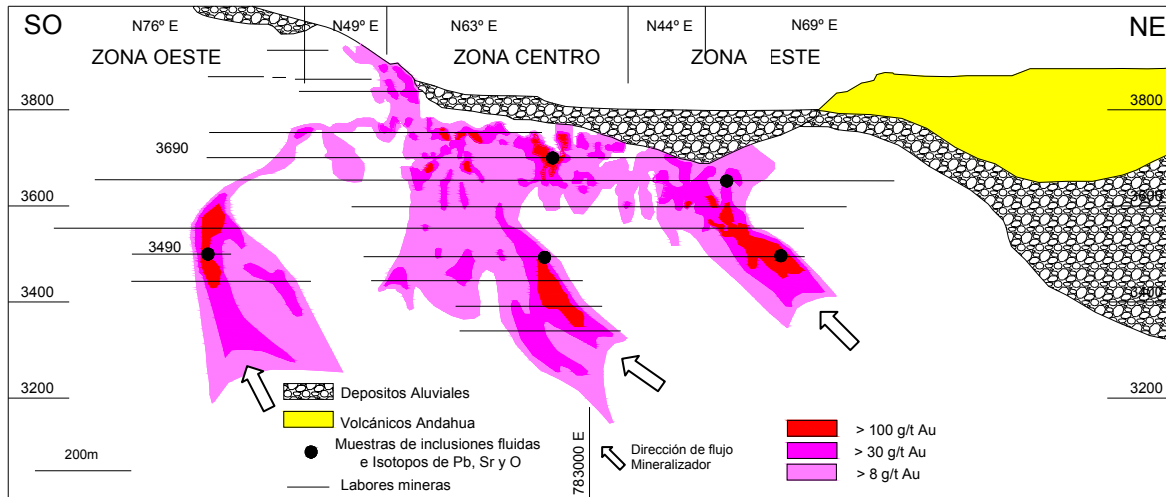 SO
N76º E
N49º E
N63º E
N44º E
N69º E
NE
ZONA OESTE
ZONA CENTRO
ZONA ESTE
3800
3800
3690
3600
3600
3490
3400
3400
3200
3200
Depositos Aluviales
Volcánicos Andahua
Muestras de inclusiones fluidas
e Isotopos de Pb, Sr y O
Labores mineras
200m
783000 E
Dirección de flujo
Mineralizador
> 100 g/t Au
> 30 g/t Au
> 8 g/t Au